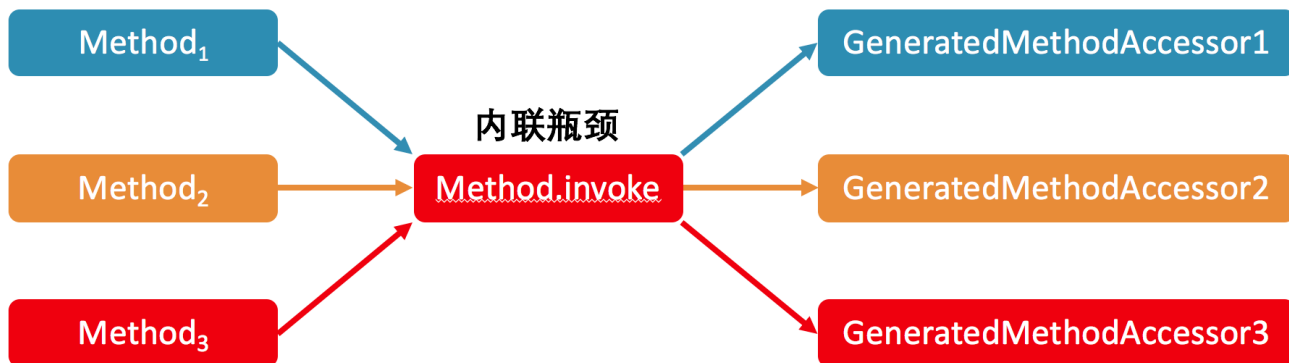 Method₁
GeneratedMethodAccessor1
内联瓶颈
Method₂
Method.invoke
GeneratedMethodAccessor2
Method₃
GeneratedMethodAccessor3